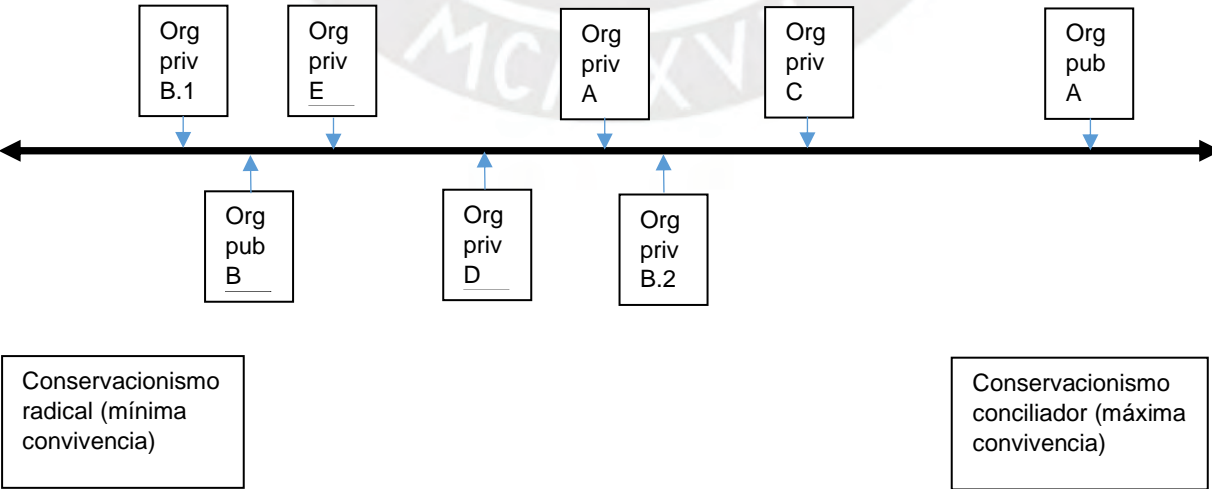 Org
priv
B.1
Org
priv
E
Org
priv
A
Org
priv
C
Org
pub
A
Org
pub
B
Org
priv
D
Org
priv
B.2
Conservacionismo
radical (mínima
convivencia)
Conservacionismo
conciliador (máxima
convivencia)